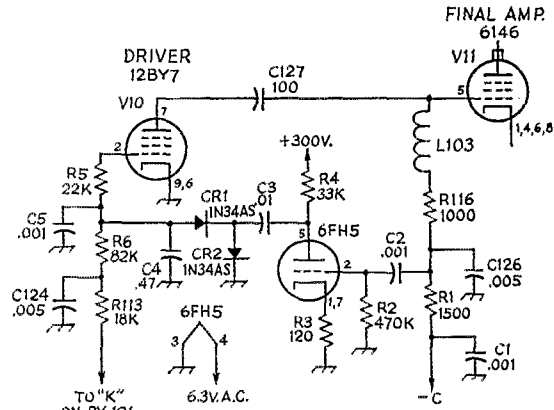 FINAL AMP.
6146
V11
DRIVER
12BY7
V10
7
C127
100
5
1,4,6,8
2
9,6
+300V.
L103
R5
22K
CR1
1N34AS
C3
.01
R4
33K
R116
1000
C5
.001
R6
82K
CR2
1N34AS
C4
.47
5
6FH5
2
C2
.001
C126
.005
C124
.005
R113
18K
6FH5
3
4
1,7
R3
120
R2
470K
R1
1500
C1
.001
TO "K"
6.3V.A.C.
-C